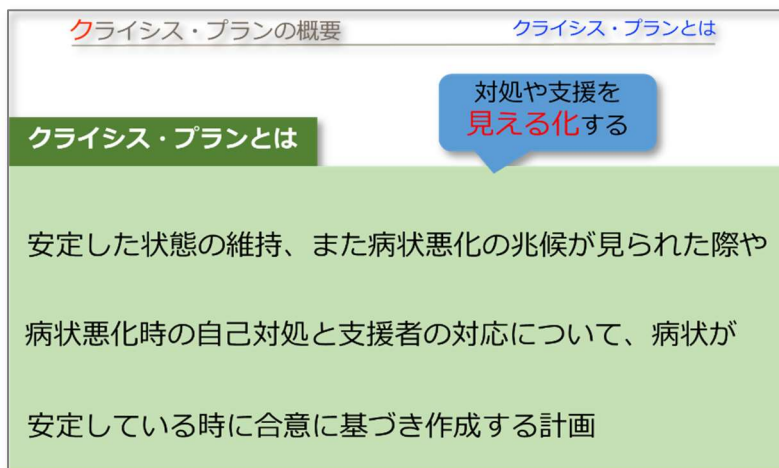 クライシス・プランの概要
クライシス・プランとは
対処や支援を
見える化する
クライシス・プランとは
安定した状態の維持、また病状悪化の兆候が見られた際や
病状悪化時の自己対処と支援者の対応について、病状が
安定している時に合意に基づき作成する計画